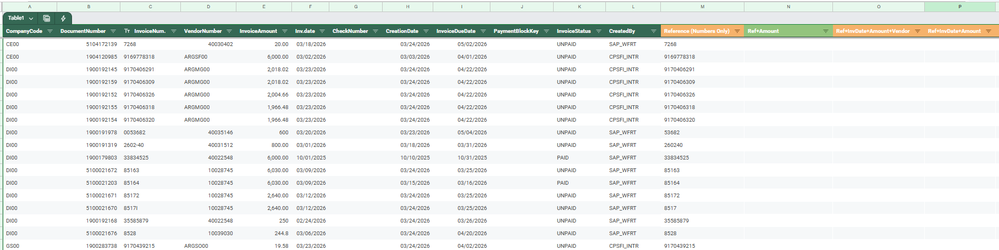 A B C D E F G H I J K L M N O P
Table1
CompanyCode DocumentNumber Tт InvoiceNum. VendorNumber InvoiceAmount Inv.date CheckNumber CreationDate InvoiceDueDate PaymentBlockKey InvoiceStatus CreatedBy Reference (Numbers Only) Ref+Amount Ref+InvDate+Amount+Vendor Ref+InvDate+Amount
CE00 5104172139 7268 40030402 20.00 03/18/2026 03/24/2026 05/02/2026 UNPAID SAP_WFRT 7268
CE00 1904120985 9169778318 ARGSF00 6,000.00 03/02/2026 03/03/2026 04/01/2026 UNPAID CPSFI_INTR 9169778318
DI00 1900192145 9170406291 ARGMG00 2,018.02 03/23/2026 03/24/2026 04/22/2026 UNPAID CPSFI_INTR 9170406291
DI00 1900192159 9170406309 ARGMG00 2,018.02 03/23/2026 03/24/2026 04/22/2026 UNPAID CPSFI_INTR 9170406309
DI00 1900192152 9170406326 ARGMG00 2,004.66 03/23/2026 03/24/2026 04/22/2026 UNPAID CPSFI_INTR 9170406326
DI00 1900192155 9170406318 ARGMG00 1,966.48 03/23/2026 03/24/2026 04/22/2026 UNPAID CPSFI_INTR 9170406318
DI00 1900192154 9170406320 ARGMG00 1,966.48 03/23/2026 03/24/2026 04/22/2026 UNPAID CPSFI_INTR 9170406320
DI00 1900191978 0053682 40035146 600 03/20/2026 03/23/2026 05/04/2026 UNPAID SAP_WFRT 53682
DI00 1900191319 2602-40 40031512 800.00 03/01/2026 03/18/2026 03/31/2026 UNPAID SAP_WFRT 260240
DI00 1900179803 33834525 40022548 6,000.00 10/01/2025 10/10/2025 10/31/2025 PAID SAP_WFRT 33834525
DI00 5100021672 85163 10028745 6,030.00 03/09/2026 03/24/2026 03/25/2026 UNPAID SAP_WFRT 85163
DI00 5100021203 85164 10028745 6,030.00 03/09/2026 03/15/2026 03/16/2026 PAID SAP_WFRT 85164
DI00 5100021671 85172 10028745 2,640.00 03/12/2026 03/24/2026 03/25/2026 UNPAID SAP_WFRT 85172
DI00 5100021670 8517I 10028745 2,640.00 03/12/2026 03/24/2026 03/25/2026 UNPAID SAP_WFRT 8517
DI00 1900192168 35585879 40022548 250 02/24/2026 03/24/2026 03/26/2026 UNPAID SAP_WFRT 35585879
DI00 5100021676 8528 10039030 244.8 03/06/2026 03/24/2026 04/20/2026 UNPAID SAP_WFRT 8528
GS00 1900283738 9170439215 ARGSO00 19.58 03/23/2026 03/24/2026 04/02/2026 UNPAID CPSFI_INTR 9170439215